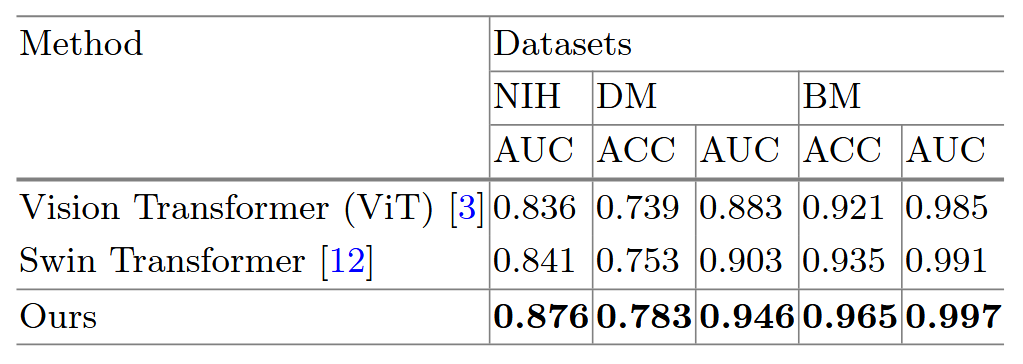 Method Datasets
NIH DM BM
AUC ACC AUC ACC AUC
Vision Transformer (ViT) [3] 0.836 0.739 0.883 0.921 0.985
Swin Transformer [12] 0.841 0.753 0.903 0.935 0.991
Ours 0.876 0.783 0.946 0.965 0.997